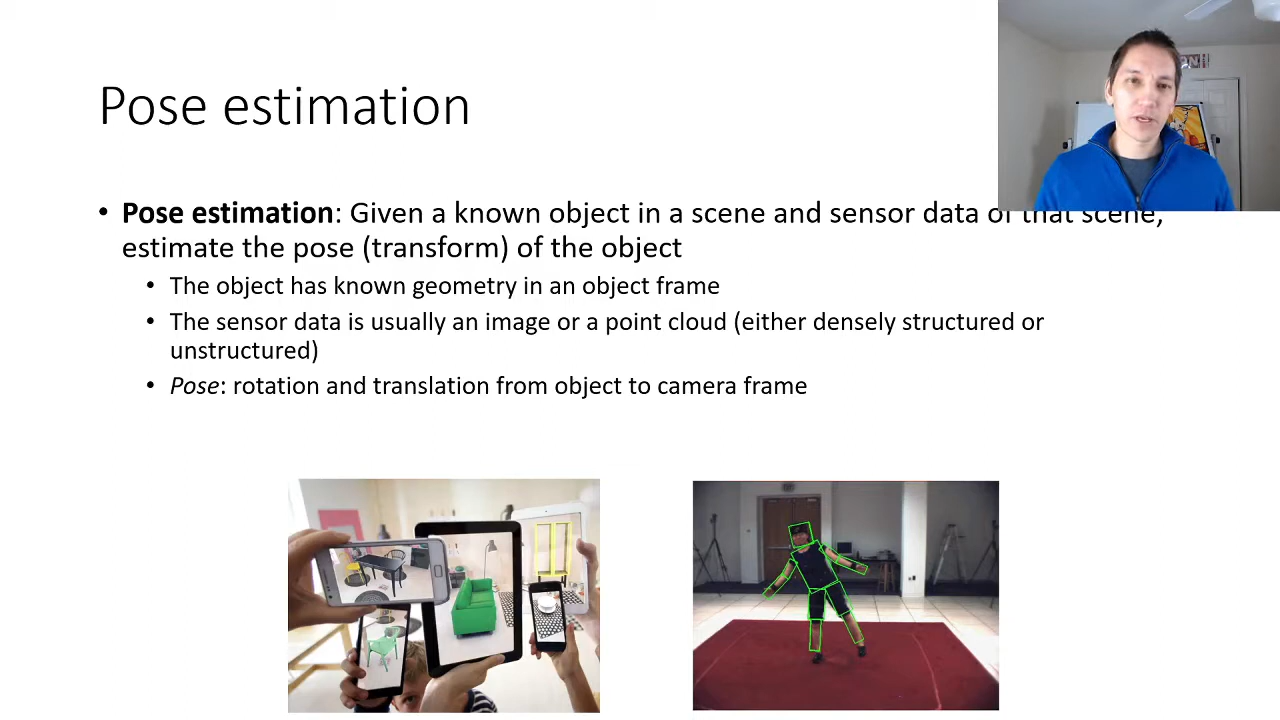 Pose estimation
• Pose estimation: Given a known object in a scene and sensor data of that scene,
estimate the pose (transform) of the object
• The object has known geometry in an object frame
• The sensor data is usually an image or a point cloud (either densely structured or
unstructured)
• Pose: rotation and translation from object to camera frame